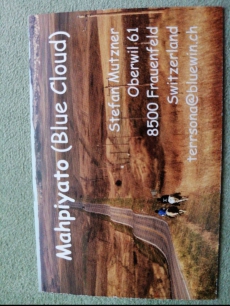 Mahpiyato (Blue Cloud)
Stefan Mutzner
Oberwil 61
8500 Frauenfeld
Switzerland
terrsona@bluewin.ch